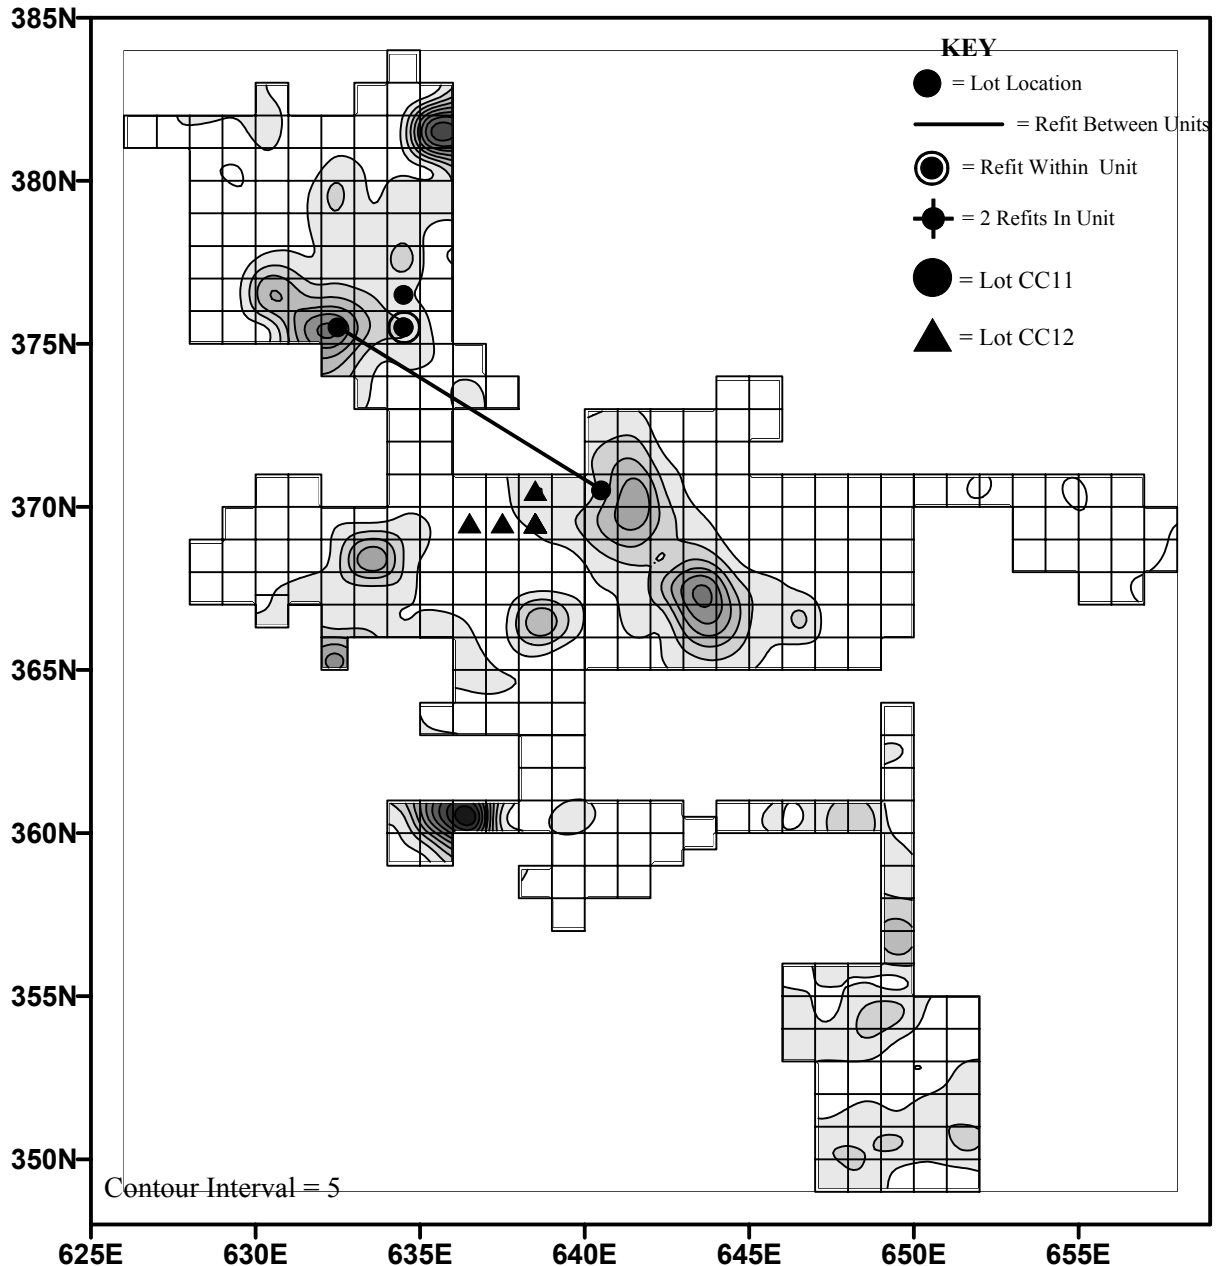 385N
380N
375N
370N
365N
360N
355N
350N
KEY
= Lot Location
= Refit Between Units
= Refit Within Unit
= 2 Refits In Unit
= Lot CC11
= Lot CC12
Contour Interval = 5
625E 630E 635E 640E 645E 650E 655E